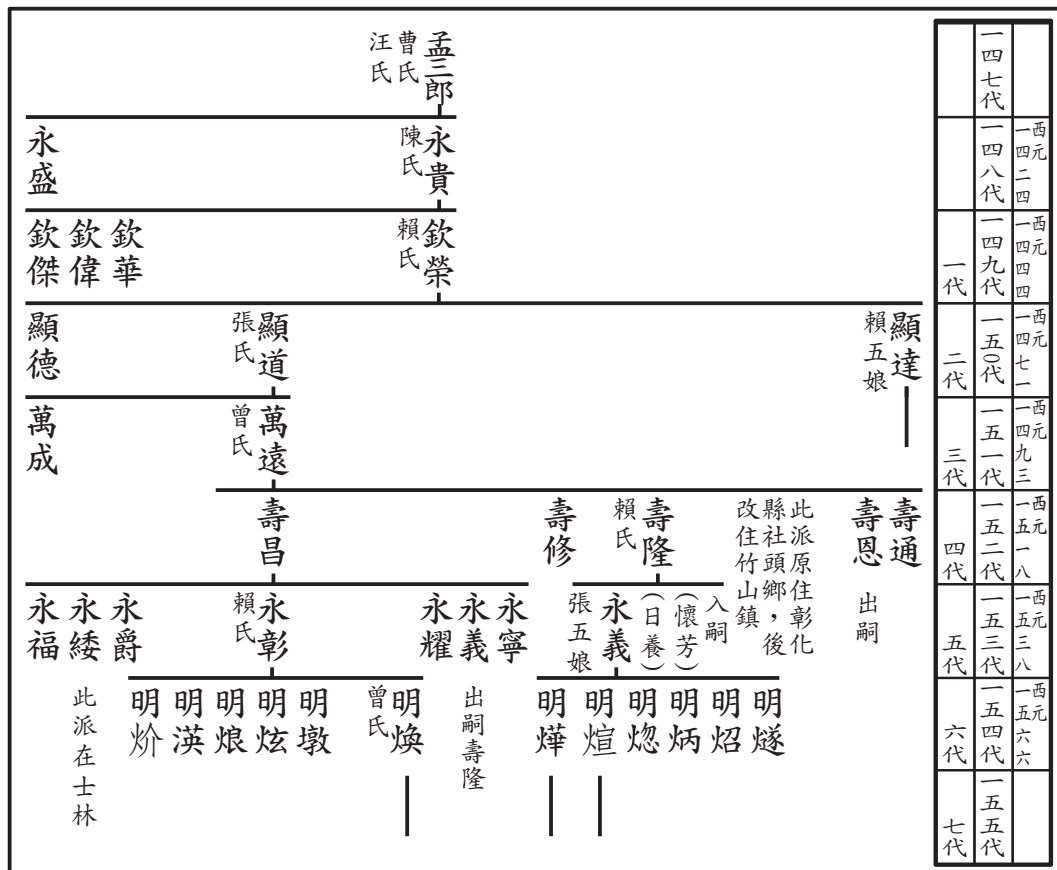 一四七代
西元一四二四
一四八代
西元一四四四
一四九代
一代
西元一四七一
一五0代
二代
西元一四九三
一五一代
三代
西元一五一八
一五二代
四代
西元一五三八
一五三代
五代
西元一五六六
一五四代
六代
一五五代
七代
孟三郎
曹氏
汪氏
永貴
陳氏
永盛
欽榮
賴氏
欽華
欽偉
欽傑
顯達
賴五娘
顯道
張氏
顯德
萬遠
曾氏
萬成
壽通
壽恩
出嗣
此派原住彰化
縣社頭鄉,後
改住竹山鎮
壽隆
賴氏
壽修
壽昌
入嗣
(懷芳)
(日養)
永義
張五娘
永寧
永義
出嗣壽隆
永耀
永彰
賴氏
永爵
永綏
此派在士林
永福
明燧
明炤
明炳
明熜
明煊
明燁
明煥
曾氏
明墩
明炫
明烺
明渶
明炌